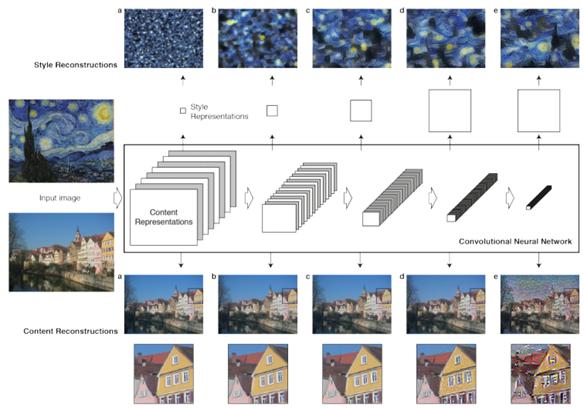 a b c d e
Style Reconstructions
Style
Representations
Input image
Content
Representations
Convolutional Neural Network
a b c d e
Content Reconstructions